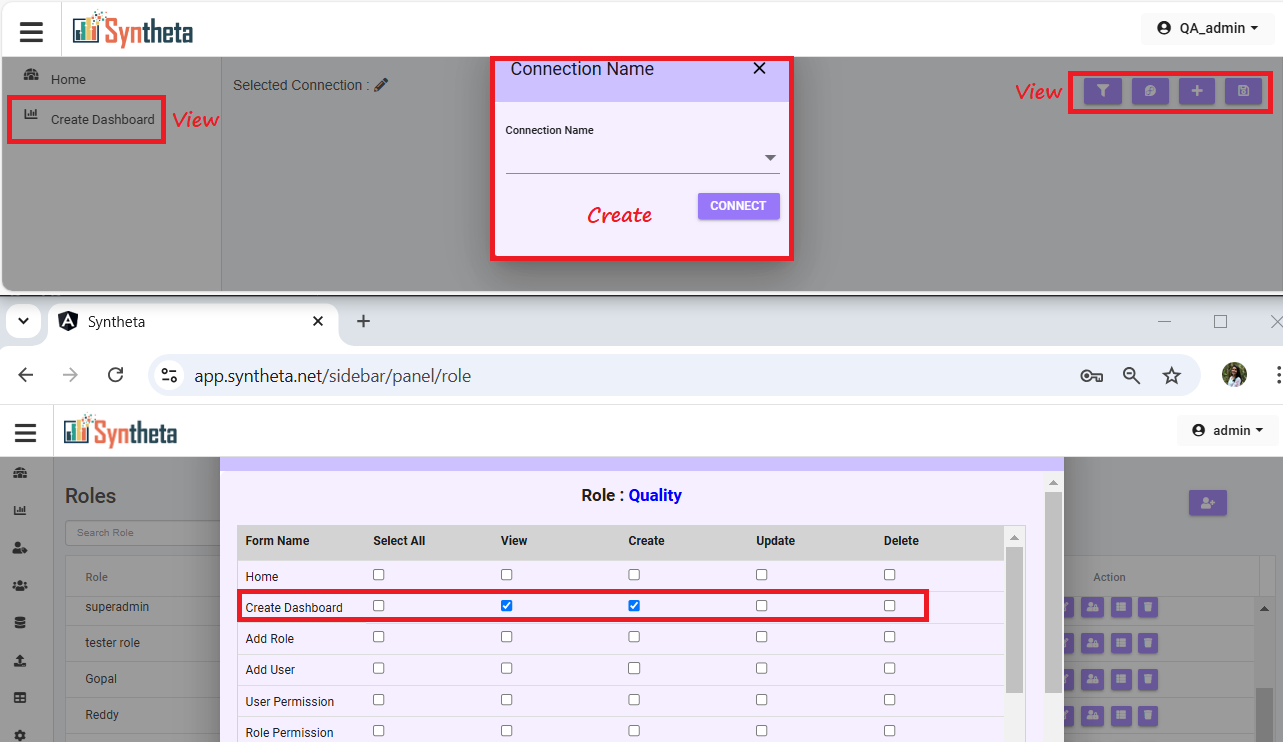 Syntheta
QA_admin
Home
Create Dashboard
View
Selected Connection :
Connection Name
Connection Name
CONNECT
Create
View
Syntheta
app.syntheta.net/sidebar/panel/role
Syntheta
admin
Roles
Search Role
Role
superadmin
tester role
Gopal
Reddy
Action
Role : Quality
Form Name Select All View Create Update Delete
Home
Create Dashboard
Add Role
Add User
User Permission
Role Permission